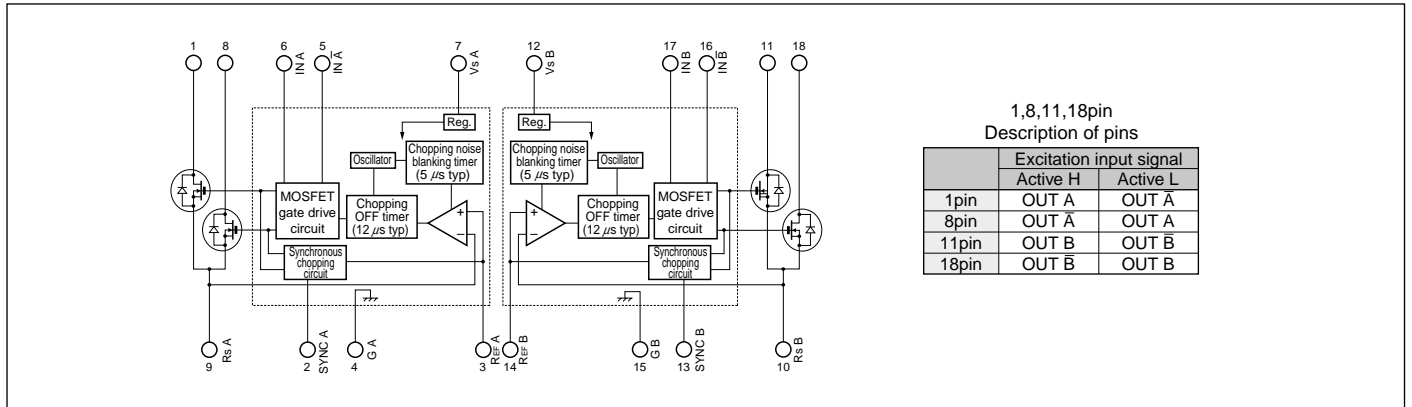 1 8 6 5 7 12 17 16 11 18
IN A
IN A̅
Vs A
Vs B
IN B
IN B̅
Reg.
Reg.
Oscillator
Chopping noise
blanking timer
(5 μs typ)
Chopping noise
blanking timer
(5 μs typ)
Oscillator
MOSFET
gate drive
circuit
Chopping
OFF timer
(12 μs typ)
+
−
+
−
Chopping
OFF timer
(12 μs typ)
MOSFET
gate drive
circuit
Synchronous
chopping
circuit
Synchronous
chopping
circuit
Rs A
SYNC A
G A
REF A
REF B
G B
SYNC B
Rs B
9 2 4 3 14 15 13 10
1,8,11,18pin
Description of pins
Excitation input signal
Active H Active L
1pin OUT A OUT A̅
8pin OUT A̅ OUT A
11pin OUT B OUT B̅
18pin OUT B̅ OUT B